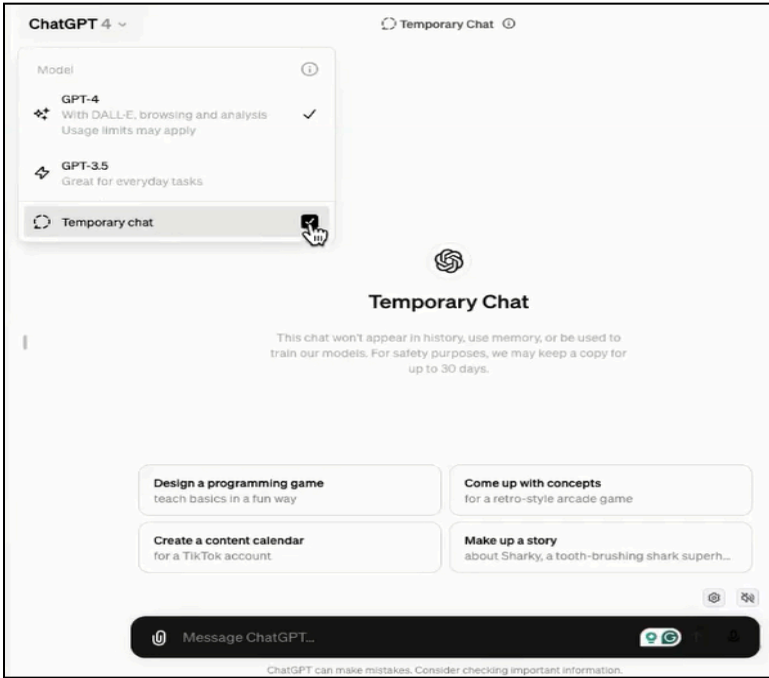 ChatGPT 4
Temporary Chat
Model
GPT-4
With DALL-E, browsing and analysis
Usage limits may apply
GPT-3.5
Great for everyday tasks
Temporary chat
Temporary Chat
This chat won't appear in history, use memory, or be used to
train our models. For safety purposes, we may keep a copy for
up to 30 days.
Design a programming game
teach basics in a fun way
Come up with concepts
for a retro-style arcade game
Create a content calendar
for a TikTok account
Make up a story
about Sharky, a tooth-brushing shark superh...
Message ChatGPT...
ChatGPT can make mistakes. Consider checking important information.